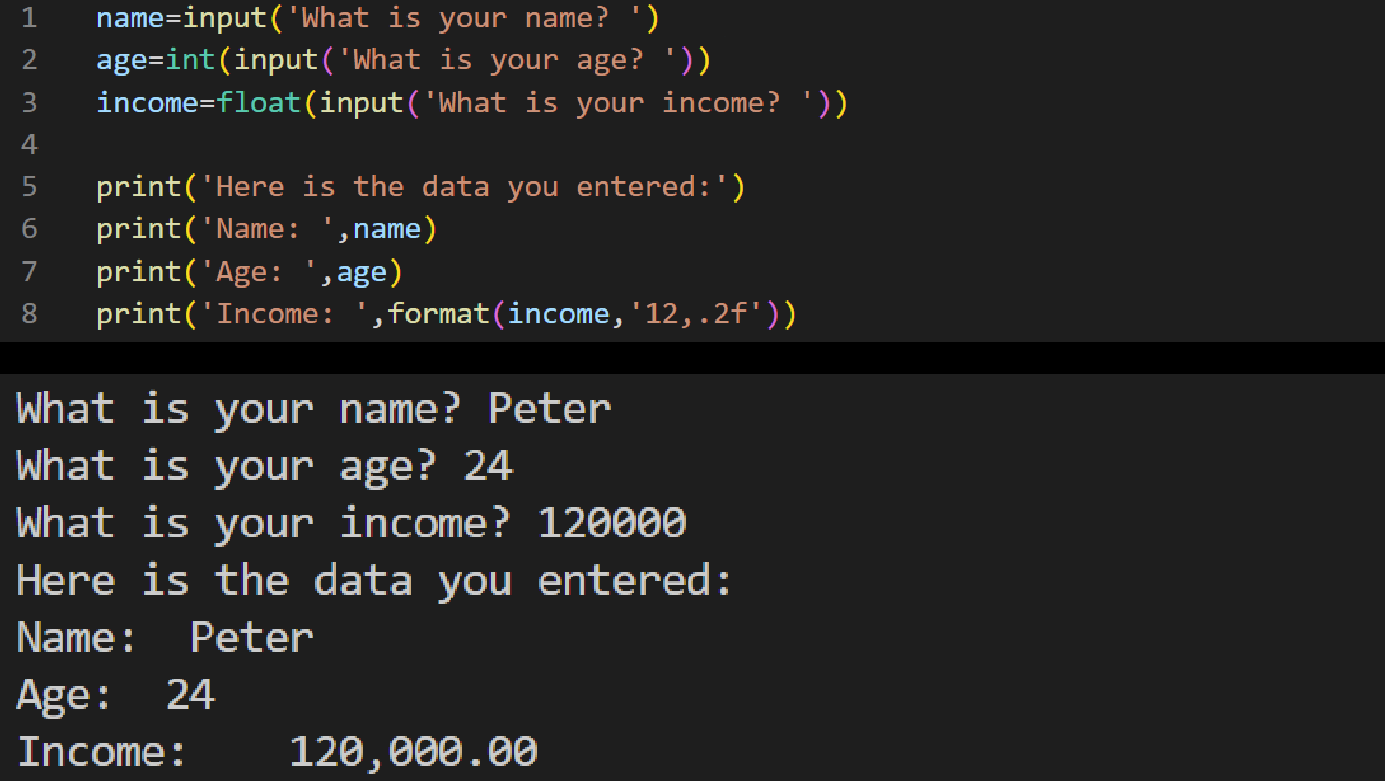 1 name=input('What is your name? ')
2 age=int(input('What is your age? '))
3 income=float(input('What is your income? '))
4
5 print('Here is the data you entered:')
6 print('Name: ',name)
7 print('Age: ',age)
8 print('Income: ',format(income,'12,.2f'))
What is your name? Peter
What is your age? 24
What is your income? 120000
Here is the data you entered:
Name:  Peter
Age:  24
Income:    120,000.00